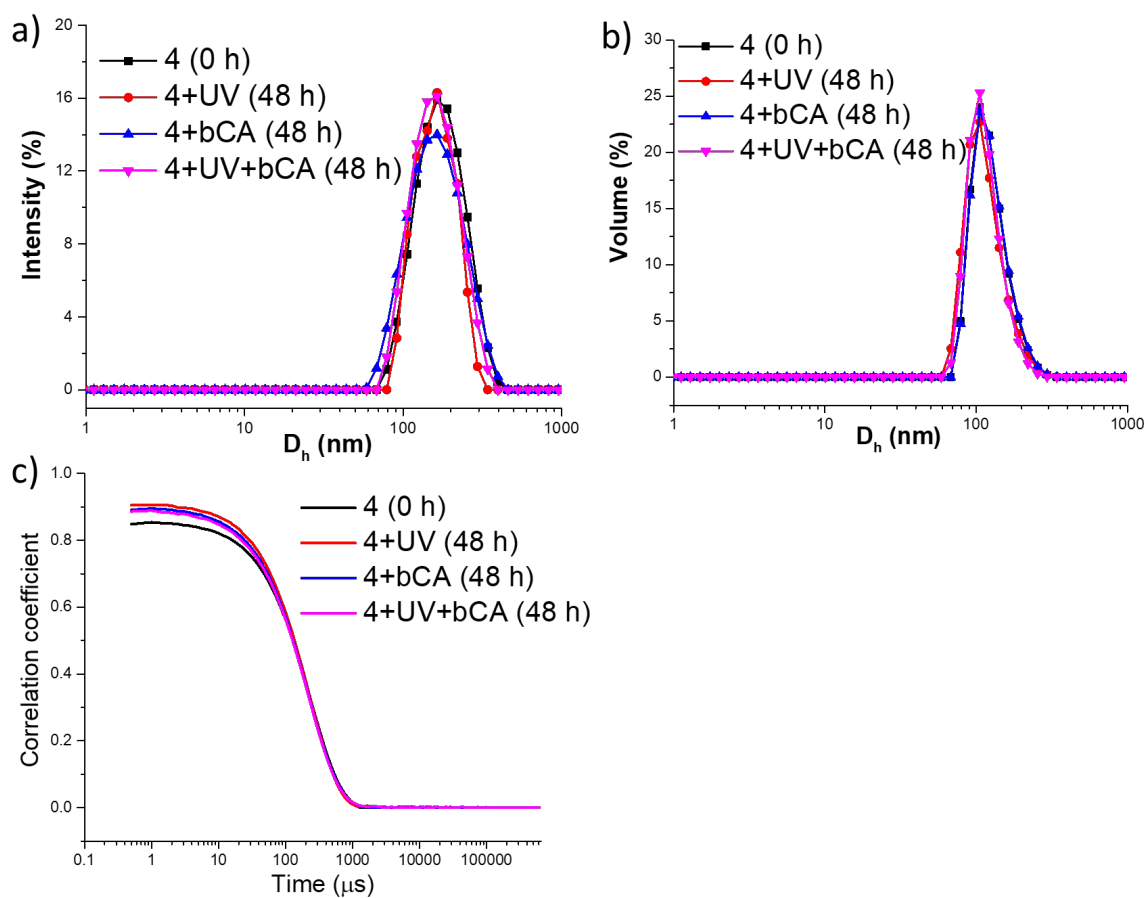 a)
Intensity (%)
20
16
12
8
4
0
4 (0 h)
4+UV (48 h)
4+bCA (48 h)
4+UV+bCA (48 h)
1
10
100
1000
D_h (nm)
b)
Volume (%)
30
25
20
15
10
5
0
4 (0 h)
4+UV (48 h)
4+bCA (48 h)
4+UV+bCA (48 h)
1
10
100
1000
D_h (nm)
c)
Correlation coefficient
1.0
0.8
0.6
0.4
0.2
0.0
4 (0 h)
4+UV (48 h)
4+bCA (48 h)
4+UV+bCA (48 h)
0.1
1
10
100
1000
10000
100000
Time (μs)